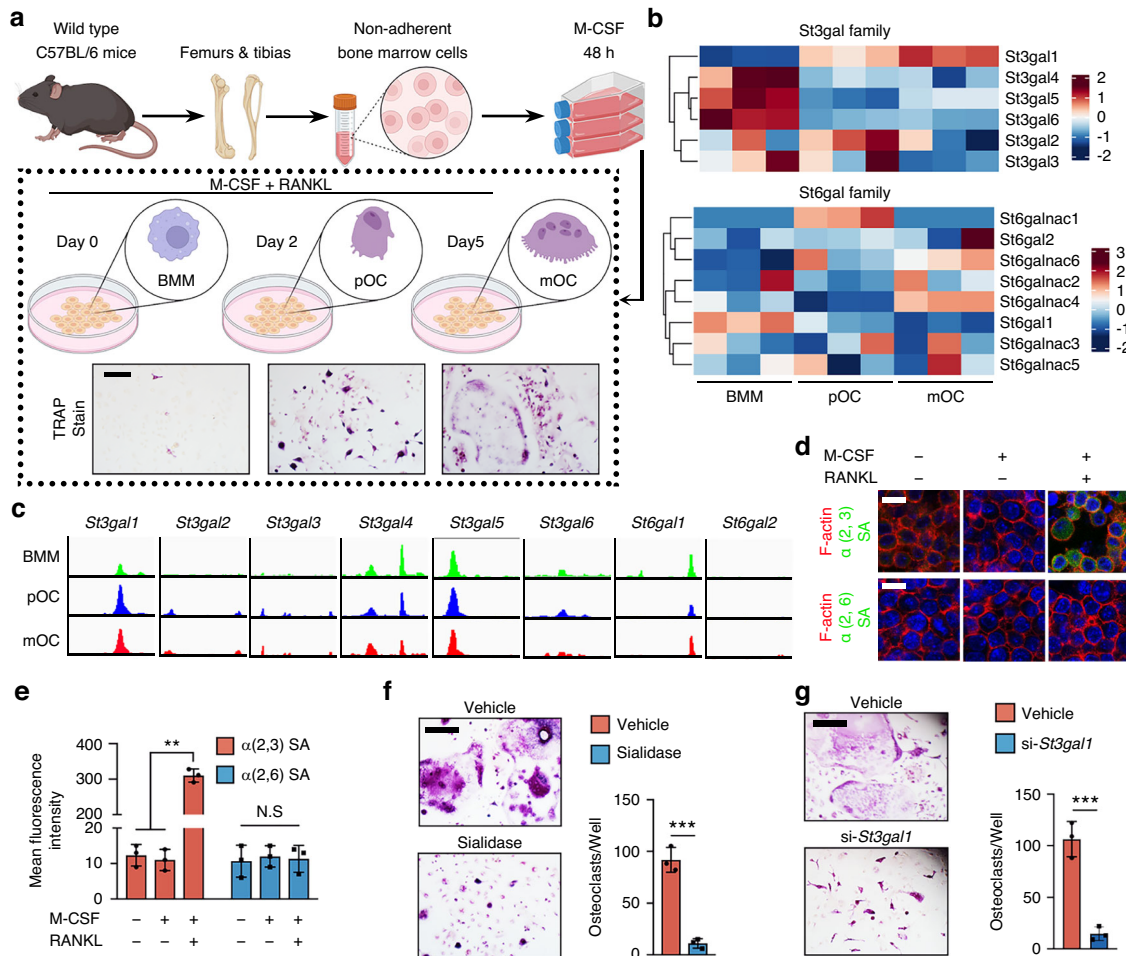 a
Wild type
C57BL/6 mice
Femurs & tibias
Non-adherent
bone marrow cells
M-CSF
48 h
M-CSF + RANKL
Day 0
BMM
Day 2
pOC
Day5
mOC
TRAP
Stain
b
St3gal family
St3gal1
St3gal4
St3gal5
St3gal6
St3gal2
St3gal3
2
1
0
-1
-2
St6gal family
St6galnac1
St6gal2
St6galnac6
St6galnac2
St6galnac4
St6gal1
St6galnac3
St6galnac5
3
2
1
0
-1
-2
BMM pOC mOC
c
St3gal1 St3gal2 St3gal3 St3gal4 St3gal5 St3gal6 St6gal1 St6gal2
BMM
pOC
mOC
d
M-CSF – + +
RANKL – – +
F-actin
α (2, 3)
SA
F-actin
α (2, 6)
SA
e
Mean fluorescence
intensity
400
300
200
20
10
0
**
N.S
α(2,3) SA
α(2,6) SA
M-CSF – + + – + +
RANKL – – + – – +
f
Vehicle
Sialidase
Vehicle
Sialidase
Osteoclasts/Well
150
100
50
0
***
g
Vehicle
si-St3gal1
Vehicle
si-St3gal1
Osteoclasts/Well
150
100
50
0
***